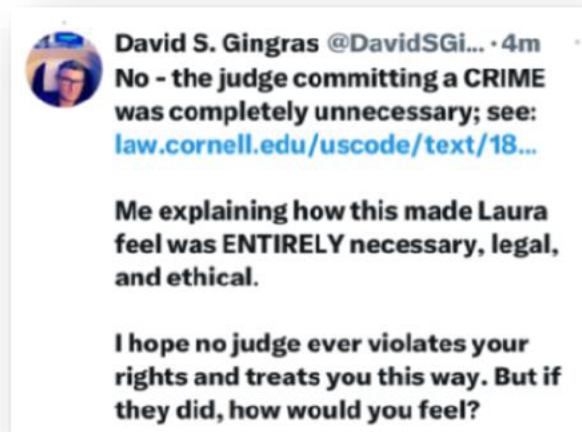 David S. Gingras @DavidSGi... · 4m
No - the judge committing a CRIME
was completely unnecessary; see:
law.cornell.edu/uscode/text/18...
Me explaining how this made Laura
feel was ENTIRELY necessary, legal,
and ethical.
I hope no judge ever violates your
rights and treats you this way. But if
they did, how would you feel?